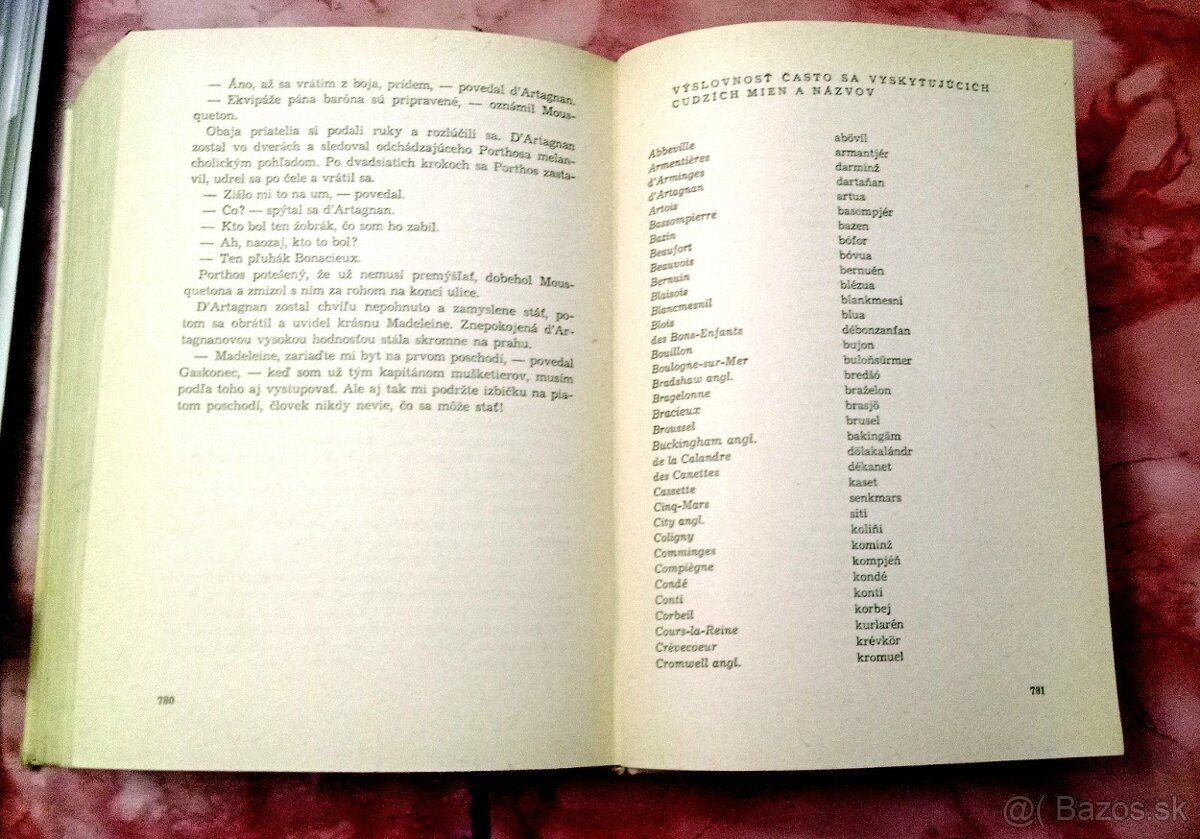 — Áno, až sa vrátim z boja, prídem, — povedal d'Artagnan.
— Ekvipáže pána baróna sú pripravené, — oznámil Mous-
queton.
Obaja priatelia si podali ruky a rozlúčili sa. D'Artagnan
zostal vo dverách a sledoval odchádzajúceho Porthosa melan-
cholickým pohľadom. Po dvadsiatich krokoch sa Porthos zasta-
vil, udrel sa po čele a vrátil sa.
— Zišlo mi to na um, — povedal.
— Čo? — spýtal sa d'Artagnan.
— Kto bol ten žobrák, čo som ho zabil.
— Ah, naozaj, kto to bol?
— Ten pľuhák Bonacieux.
Porthos potešený, že už nemusí premýšľať, dobehol Mous-
quetona a zmizol s ním za rohom na konci ulice.
D'Artagnan zostal chvíľu nepohnuto a zamyslene stáť, po-
tom sa obrátil a uvidel krásnu Madeleine. Znepokojená d'Ar-
tagnanovou vysokou hodnosťou stála skromne na prahu.
— Madeleine, zariaďte mi byt na prvom poschodí, — povedal
Gaskonec, — keď som už tým kapitánom mušketierov, musím
podľa toho aj vystupovať. Ale aj tak mi podržte izbičku na pia-
tom poschodí, človek nikdy nevie, čo sa môže stať!
780
VÝSLOVNOSŤ ČASTO SA VYSKYTUJÚCICH
CUDZÍCH MIEN A NÁZVOV
Abbeville abövil
Armentières armantjér
d'Arminges darminž
d'Artagnan dartaňan
Artois artua
Bassompierre basompjér
Bazin bazen
Beaufort bófor
Beauvois bóvua
Bernuin bernuén
Blaisois blézua
Blancmesnil blankmesni
Blois blua
des Bons-Enfants débonzanfan
Bouillon bujon
Boulogne-sur-Mer buloňsürmer
Bradshaw angl. bredšó
Bragelonne braželon
Bracieux brasjö
Broussel brusel
Buckingham angl. bakingäm
de la Calandre dölakalándr
des Canettes dékanet
Cassette kaset
Cinq-Mars senkmars
City angl. siti
Coligny koliňi
Comminges kominž
Compiègne kompjéň
Condé kondé
Conti konti
Corbeil korbej
Cours-la-Reine kurlarén
Crèvecoeur krévkör
Cromwell angl. kromuel
781
@( Bazos.sk